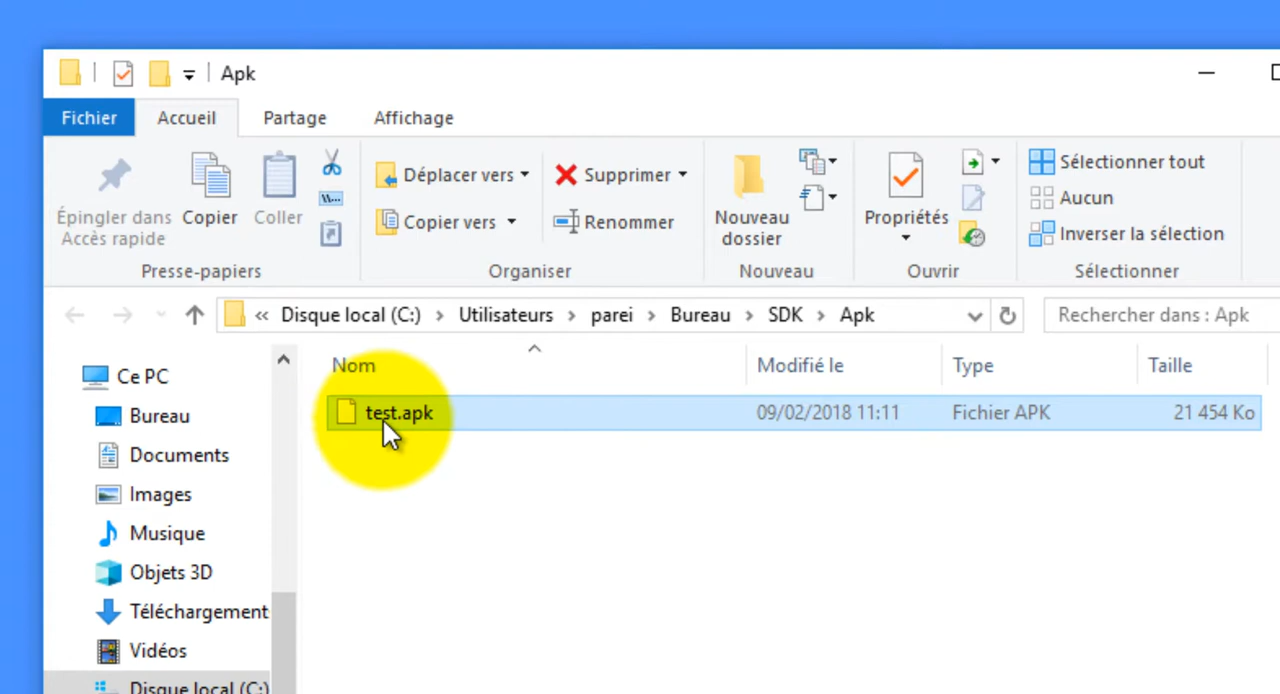 Apk
Fichier Accueil Partage Affichage
Épingler dans
Accès rapide
Copier
Coller
Presse-papiers
Déplacer vers
Copier vers
Supprimer
Renommer
Organiser
Nouveau
dossier
Nouveau
Propriétés
Ouvrir
Sélectionner tout
Aucun
Inverser la sélection
Sélectionner
« Disque local (C:) › Utilisateurs › parei › Bureau › SDK › Apk
Rechercher dans : Apk
Ce PC
Bureau
Documents
Images
Musique
Objets 3D
Téléchargement
Vidéos
Disque local (C:)
Nom Modifié le Type Taille
test.apk 09/02/2018 11:11 Fichier APK 21 454 Ko